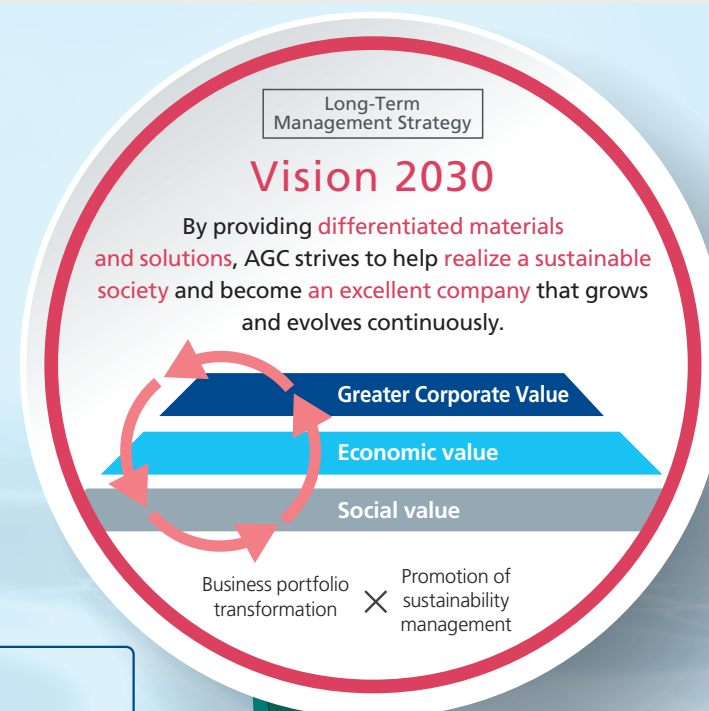 Long-Term
Management Strategy
Vision 2030
By providing differentiated materials
and solutions, AGC strives to help realize a sustainable
society and become an excellent company that grows
and evolves continuously.
Greater Corporate Value
Economic value
Social value
Business portfolio
transformation
×
Promotion of
sustainability
management